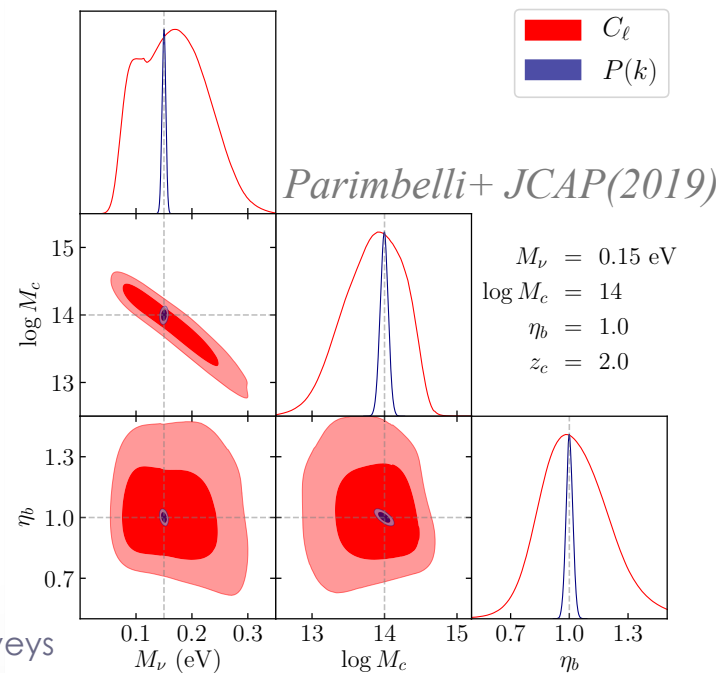 C_ℓ
P(k)
Parimbelli+ JCAP(2019)
15
14
13
log M_c
M_ν = 0.15 eV
log M_c = 14
η_b = 1.0
z_c = 2.0
1.3
1.0
0.7
η_b
0.1 0.2 0.3
M_ν (eV)
13 14 15
log M_c
0.7 1.0 1.3
η_b
veys